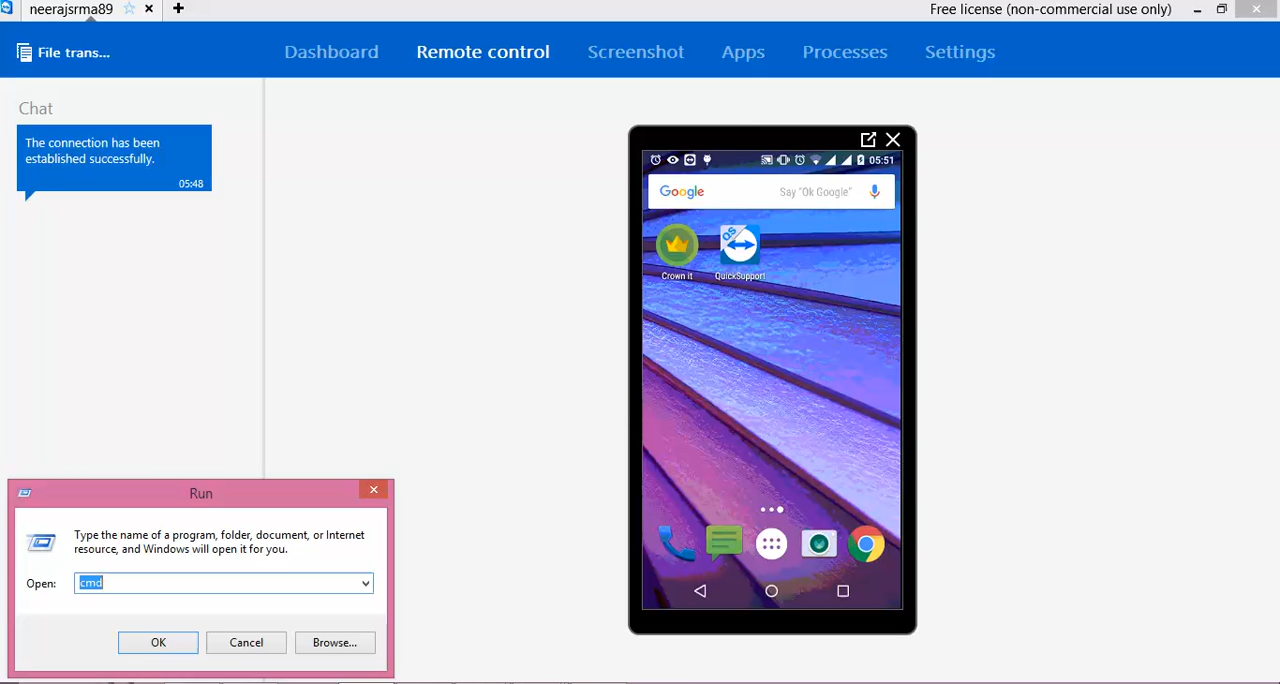 neerajsrma89
Free license (non-commercial use only)
File trans...
Dashboard
Remote control
Screenshot
Apps
Processes
Settings
Chat
The connection has been
established successfully.
05:48
05:51
Google
Say "Ok Google"
QS
Crown it
QuickSupport
Run
Type the name of a program, folder, document, or Internet
resource, and Windows will open it for you.
Open:
cmd
OK
Cancel
Browse...